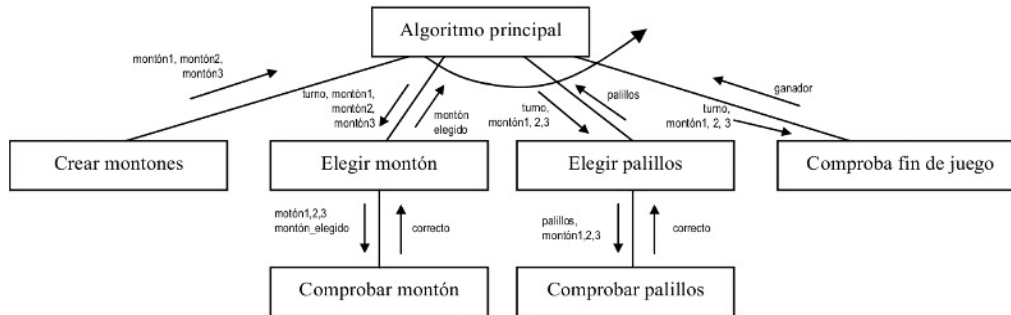 Algoritmo principal
montón1, montón2,
montón3
turno, montón1,
montón2,
montón3
montón
elegido
turno,
montón1, 2,3
palillos
ganador
turno,
montón1, 2, 3
Crear montones
Elegir montón
Elegir palillos
Comproba fin de juego
motón1,2,3
montón_elegido
correcto
palillos,
montón1,2,3
correcto
Comprobar montón
Comprobar palillos